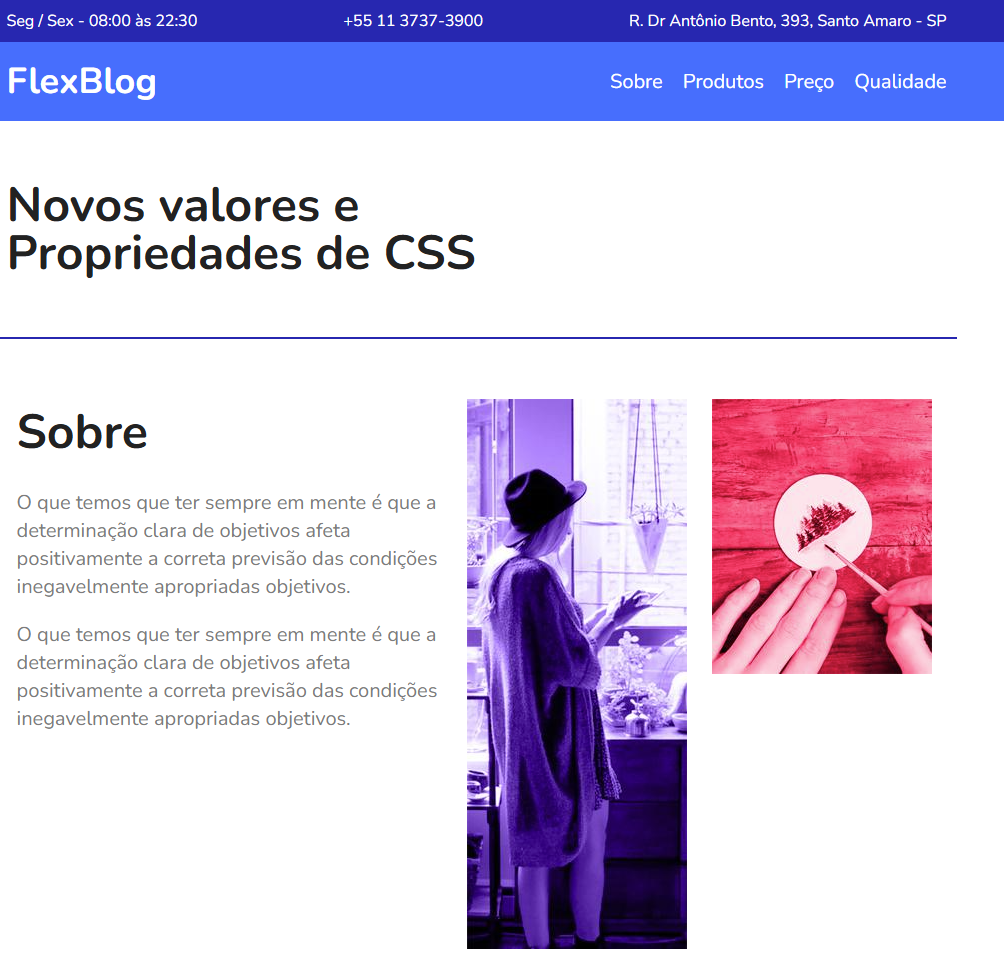 Seg / Sex - 08:00 às 22:30
+55 11 3737-3900
R. Dr Antônio Bento, 393, Santo Amaro - SP
FlexBlog
Sobre Produtos Preço Qualidade
Novos valores e
Propriedades de CSS
Sobre
O que temos que ter sempre em mente é que a
determinação clara de objetivos afeta
positivamente a correta previsão das condições
inegavelmente apropriadas objetivos.
O que temos que ter sempre em mente é que a
determinação clara de objetivos afeta
positivamente a correta previsão das condições
inegavelmente apropriadas objetivos.